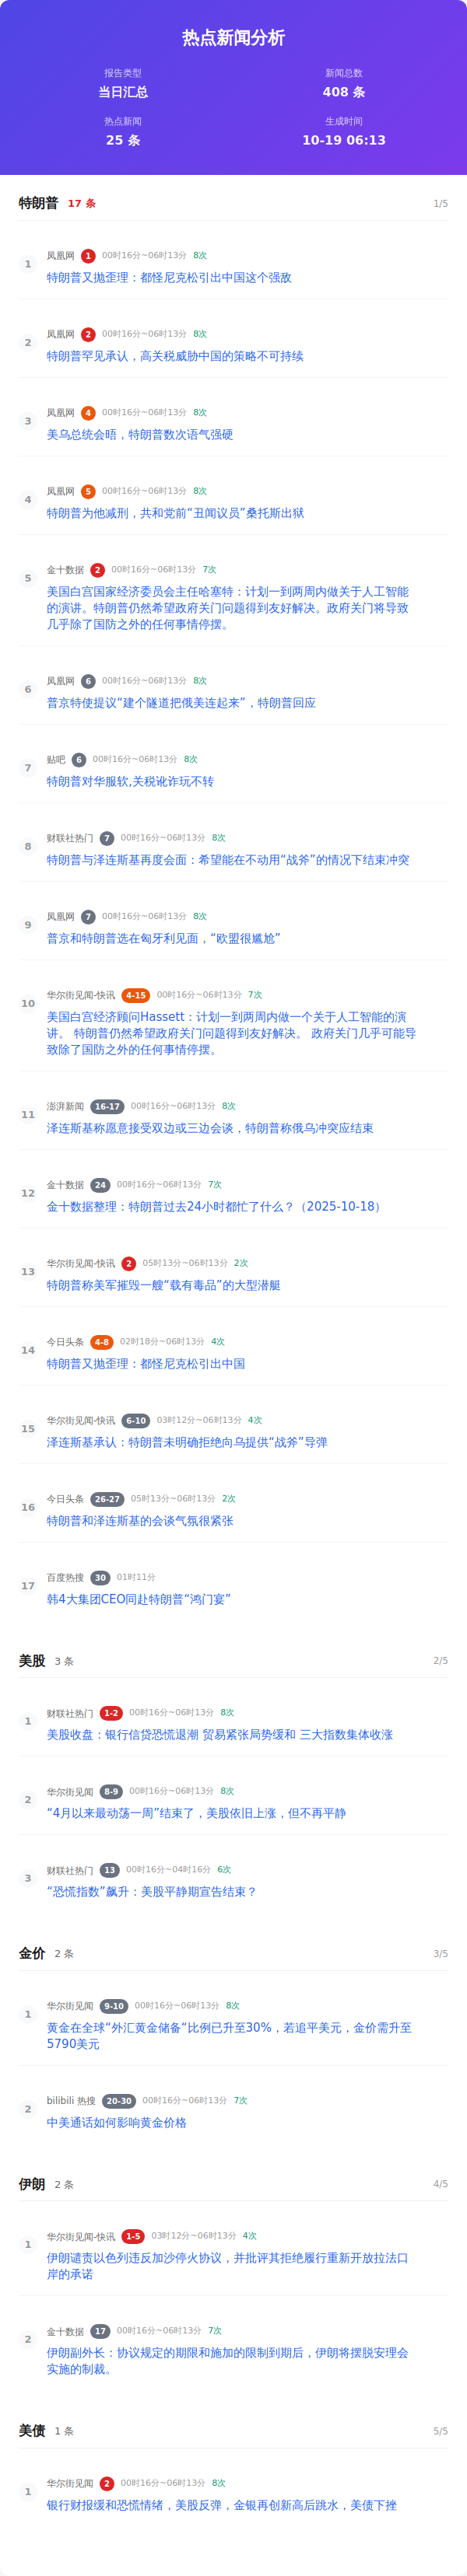 热点新闻分析
报告类型
当日汇总
新闻总数
408 条
热点新闻
25 条
生成时间
10-19 06:13
特朗普 17 条 1/5
1
凤凰网 1 00时16分~06时13分 8次
特朗普又抛歪理：都怪尼克松引出中国这个强敌
2
凤凰网 2 00时16分~06时13分 8次
特朗普罕见承认，高关税威胁中国的策略不可持续
3
凤凰网 4 00时16分~06时13分 8次
美乌总统会晤，特朗普数次语气强硬
4
凤凰网 5 00时16分~06时13分 8次
特朗普为他减刑，共和党前“丑闻议员”桑托斯出狱
5
金十数据 2 00时16分~06时13分 7次
美国白宫国家经济委员会主任哈塞特：计划一到两周内做关于人工智能
的演讲。特朗普仍然希望政府关门问题得到友好解决。政府关门将导致
几乎除了国防之外的任何事情停摆。
6
凤凰网 6 00时16分~06时13分 8次
普京特使提议“建个隧道把俄美连起来”，特朗普回应
7
贴吧 6 00时16分~06时13分 8次
特朗普对华服软,关税讹诈玩不转
8
财联社热门 7 00时16分~06时13分 8次
特朗普与泽连斯基再度会面：希望能在不动用“战斧”的情况下结束冲突
9
凤凰网 7 00时16分~06时13分 8次
普京和特朗普选在匈牙利见面，“欧盟很尴尬”
10
华尔街见闻-快讯 4-15 00时16分~06时13分 7次
美国白宫经济顾问Hassett：计划一到两周内做一个关于人工智能的演
讲。 特朗普仍然希望政府关门问题得到友好解决。 政府关门几乎可能导
致除了国防之外的任何事情停摆。
11
澎湃新闻 16-17 00时16分~06时13分 8次
泽连斯基称愿意接受双边或三边会谈，特朗普称俄乌冲突应结束
12
金十数据 24 00时16分~06时13分 7次
金十数据整理：特朗普过去24小时都忙了什么？（2025-10-18）
13
华尔街见闻-快讯 2 05时13分~06时13分 2次
特朗普称美军摧毁一艘“载有毒品”的大型潜艇
14
今日头条 4-8 02时18分~06时13分 4次
特朗普又抛歪理：都怪尼克松引出中国
15
华尔街见闻-快讯 6-10 03时12分~06时13分 4次
泽连斯基承认：特朗普未明确拒绝向乌提供“战斧”导弹
16
今日头条 26-27 05时13分~06时13分 2次
特朗普和泽连斯基的会谈气氛很紧张
17
百度热搜 30 01时11分
韩4大集团CEO同赴特朗普“鸿门宴”
美股 3 条 2/5
1
财联社热门 1-2 00时16分~06时13分 8次
美股收盘：银行信贷恐慌退潮 贸易紧张局势缓和 三大指数集体收涨
2
华尔街见闻 8-9 00时16分~06时13分 8次
“4月以来最动荡一周”结束了，美股依旧上涨，但不再平静
3
财联社热门 13 00时16分~04时16分 6次
“恐慌指数”飙升：美股平静期宣告结束？
金价 2 条 3/5
1
华尔街见闻 9-10 00时16分~06时13分 8次
黄金在全球“外汇黄金储备”比例已升至30%，若追平美元，金价需升至
5790美元
2
bilibili 热搜 20-30 00时16分~06时13分 7次
中美通话如何影响黄金价格
伊朗 2 条 4/5
1
华尔街见闻-快讯 1-5 03时12分~06时13分 4次
伊朗谴责以色列违反加沙停火协议，并批评其拒绝履行重新开放拉法口
岸的承诺
2
金十数据 17 00时16分~06时13分 7次
伊朗副外长：协议规定的期限和施加的限制到期后，伊朗将摆脱安理会
实施的制裁。
美债 1 条 5/5
1
华尔街见闻 2 00时16分~06时13分 8次
银行财报缓和恐慌情绪，美股反弹，金银再创新高后跳水，美债下挫